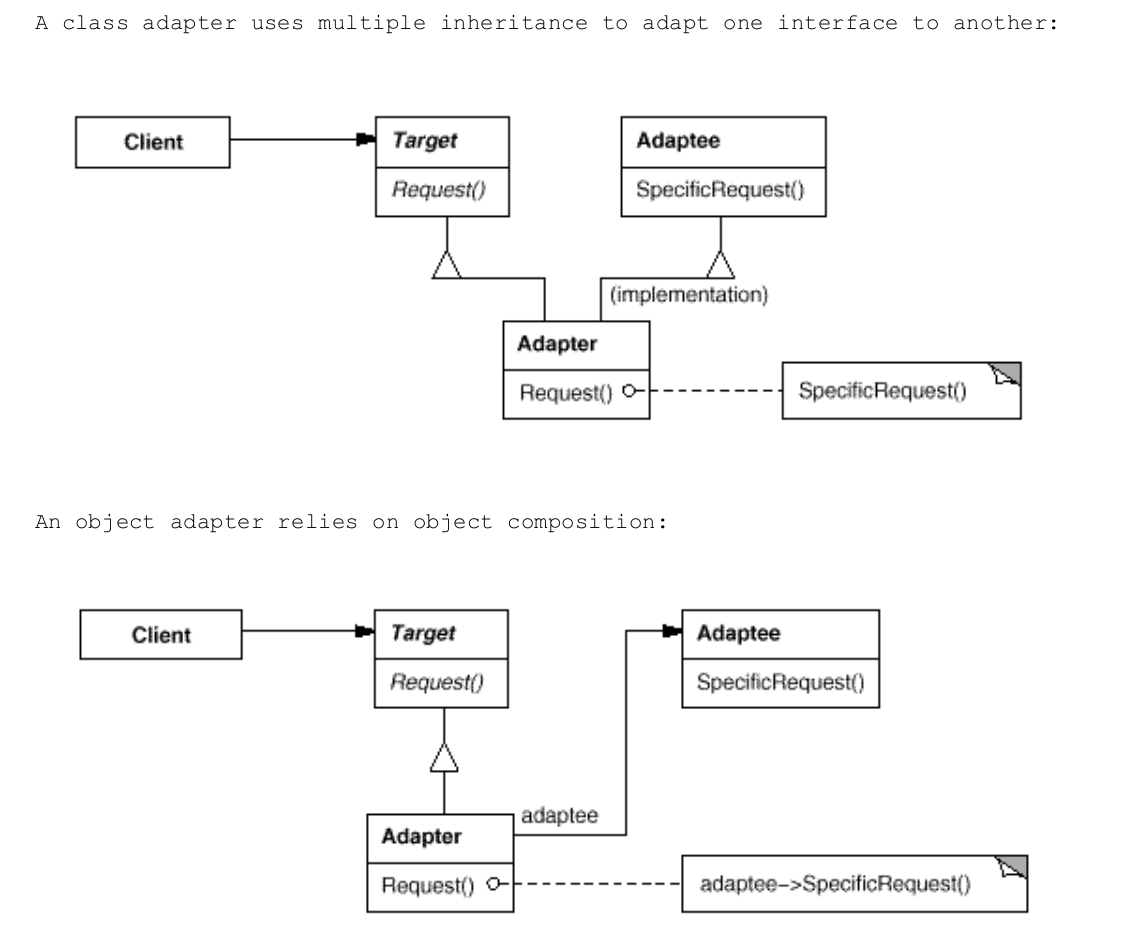 A class adapter uses multiple inheritance to adapt one interface to another:
Client
Target
Request()
Adaptee
SpecificRequest()
(implementation)
Adapter
Request()
SpecificRequest()
An object adapter relies on object composition:
Client
Target
Request()
Adaptee
SpecificRequest()
adaptee
Adapter
Request()
adaptee->SpecificRequest()